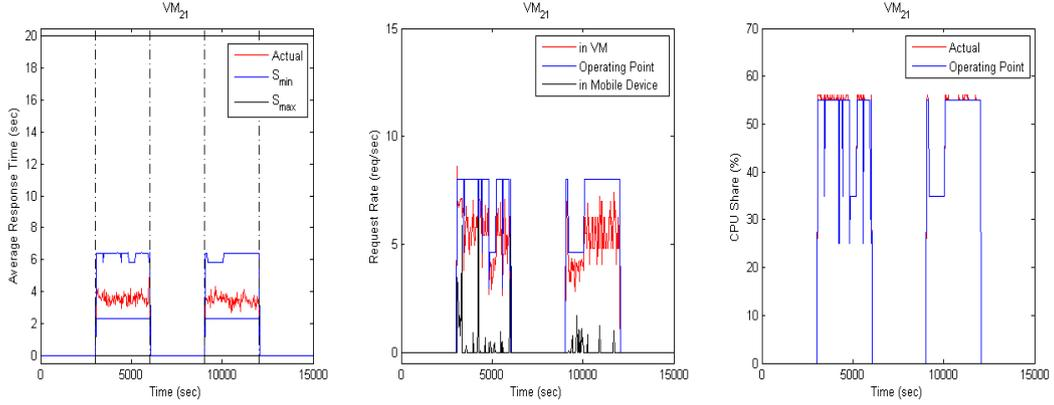 VM21
20
18
16
14
12
10
8
6
4
2
0
Average Response Time (sec)
Actual
Smin
Smax
0
5000
10000
15000
Time (sec)
VM21
15
10
5
0
Request Rate (req/sec)
in VM
Operating Point
in Mobile Device
0
5000
10000
15000
Time (sec)
VM21
70
60
50
40
30
20
10
0
CPU Share (%)
Actual
Operating Point
0
5000
10000
15000
Time (sec)